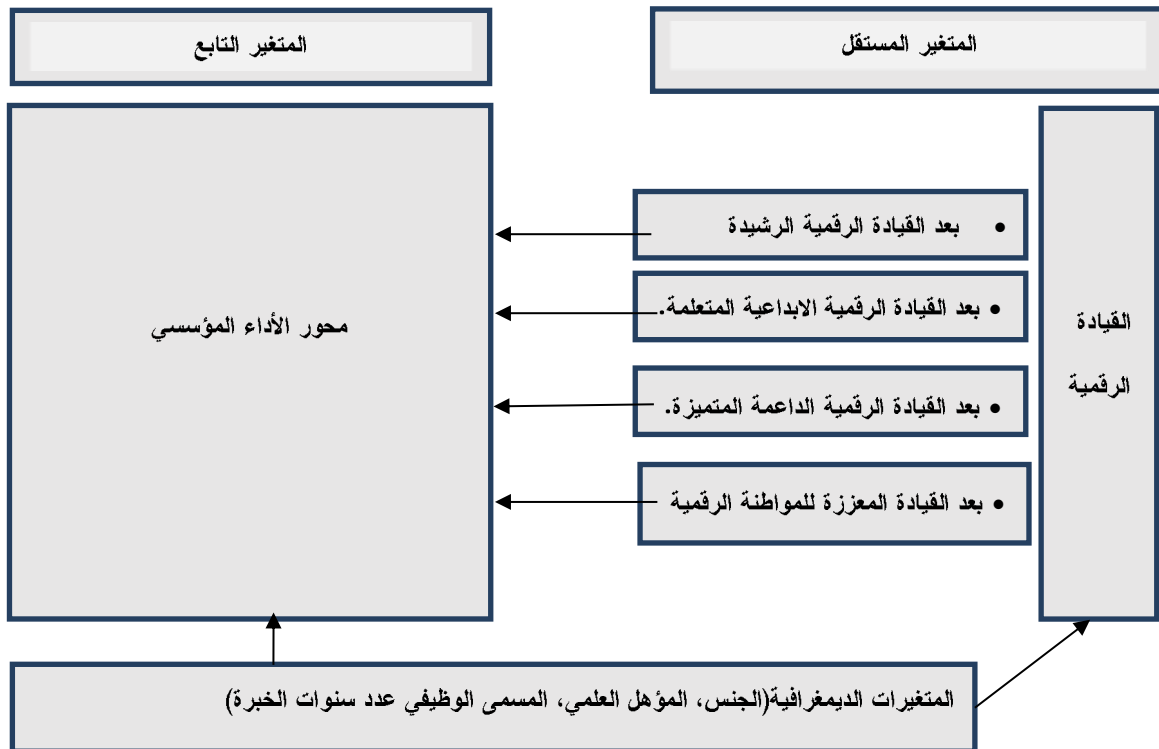 المتغير المستقل
المتغير التابع
القيادة
الرقمية
• بعد القيادة الرقمية الرشيدة
• بعد القيادة الرقمية الابداعية المتعلمة.
• بعد القيادة الرقمية الداعمة المتميزة.
• بعد القيادة المعززة للمواطنة الرقمية
محور الأداء المؤسسي
المتغيرات الديمغرافية(الجنس، المؤهل العلمي، المسمى الوظيفي عدد سنوات الخبرة)